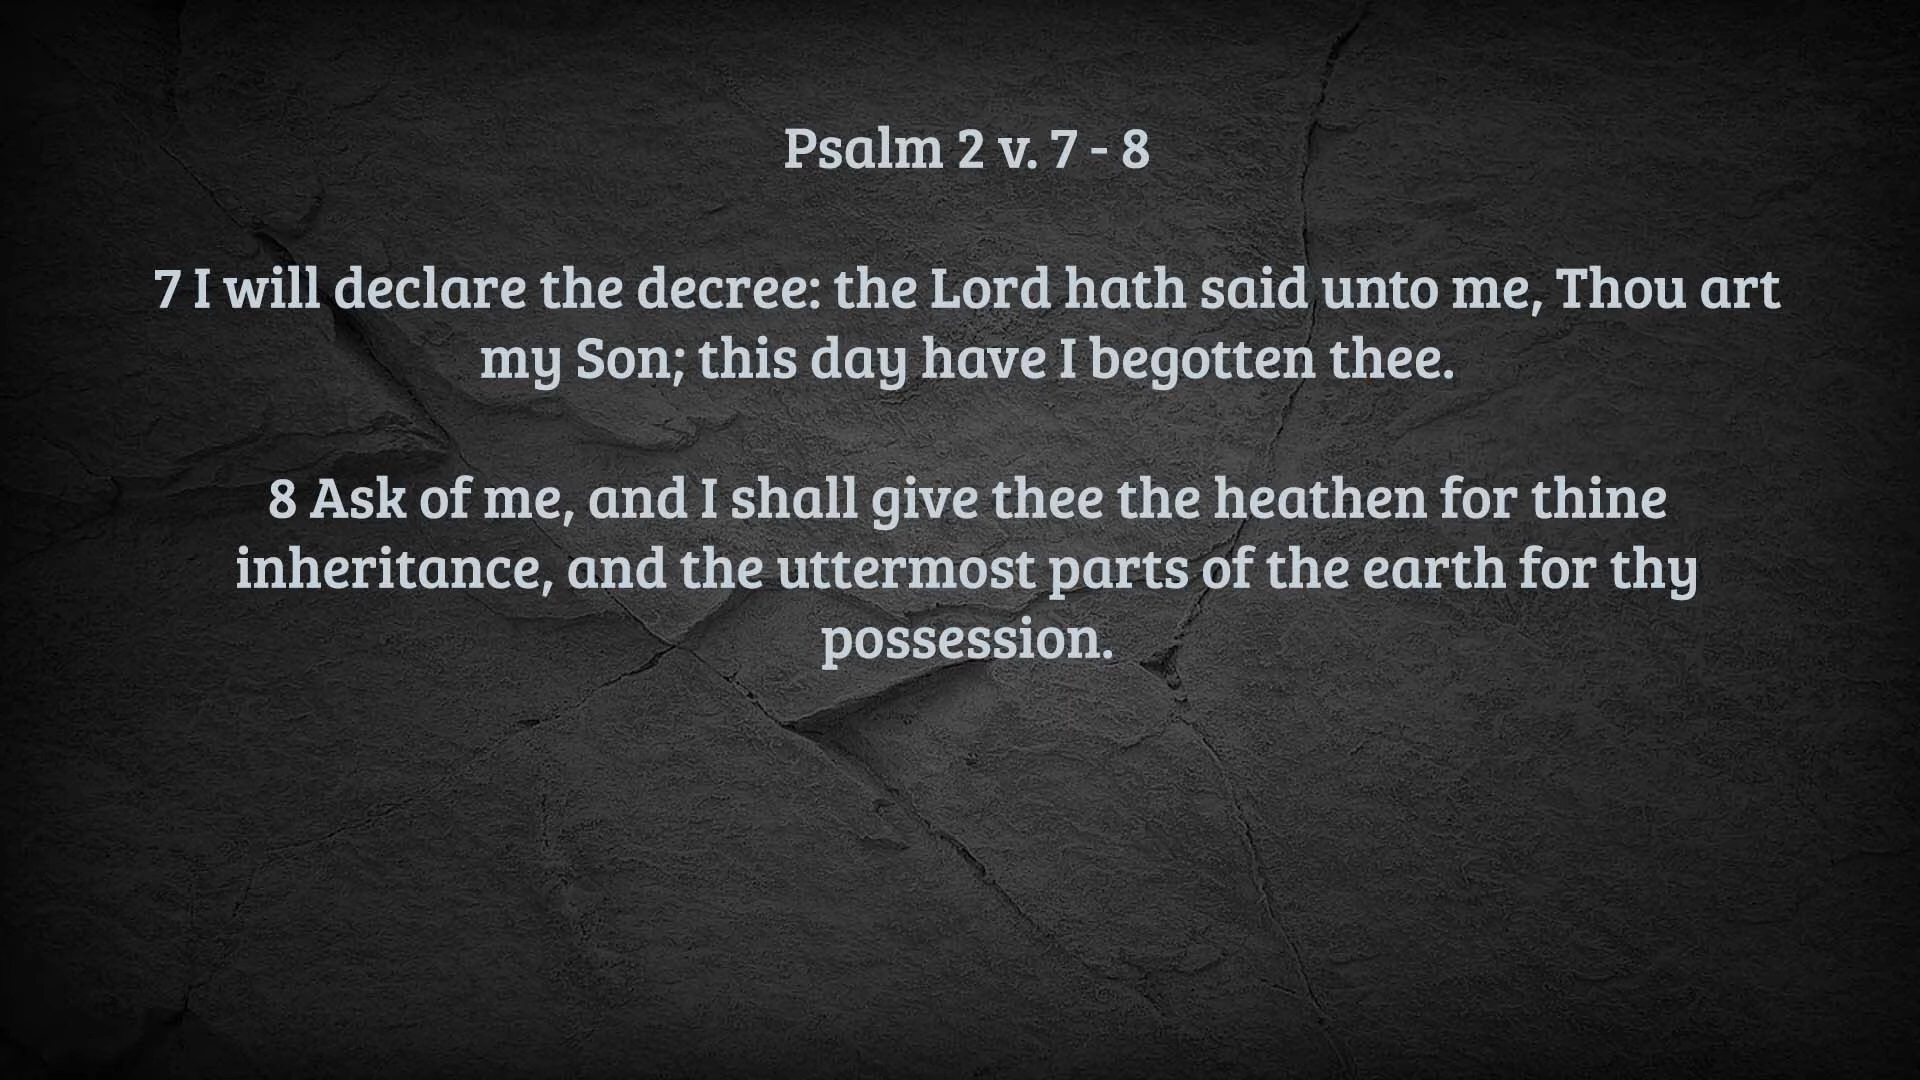 Psalm 2 v. 7 - 8
7 I will declare the decree: the Lord hath said unto me, Thou art
my Son; this day have I begotten thee.
8 Ask of me, and I shall give thee the heathen for thine
inheritance, and the uttermost parts of the earth for thy
possession.